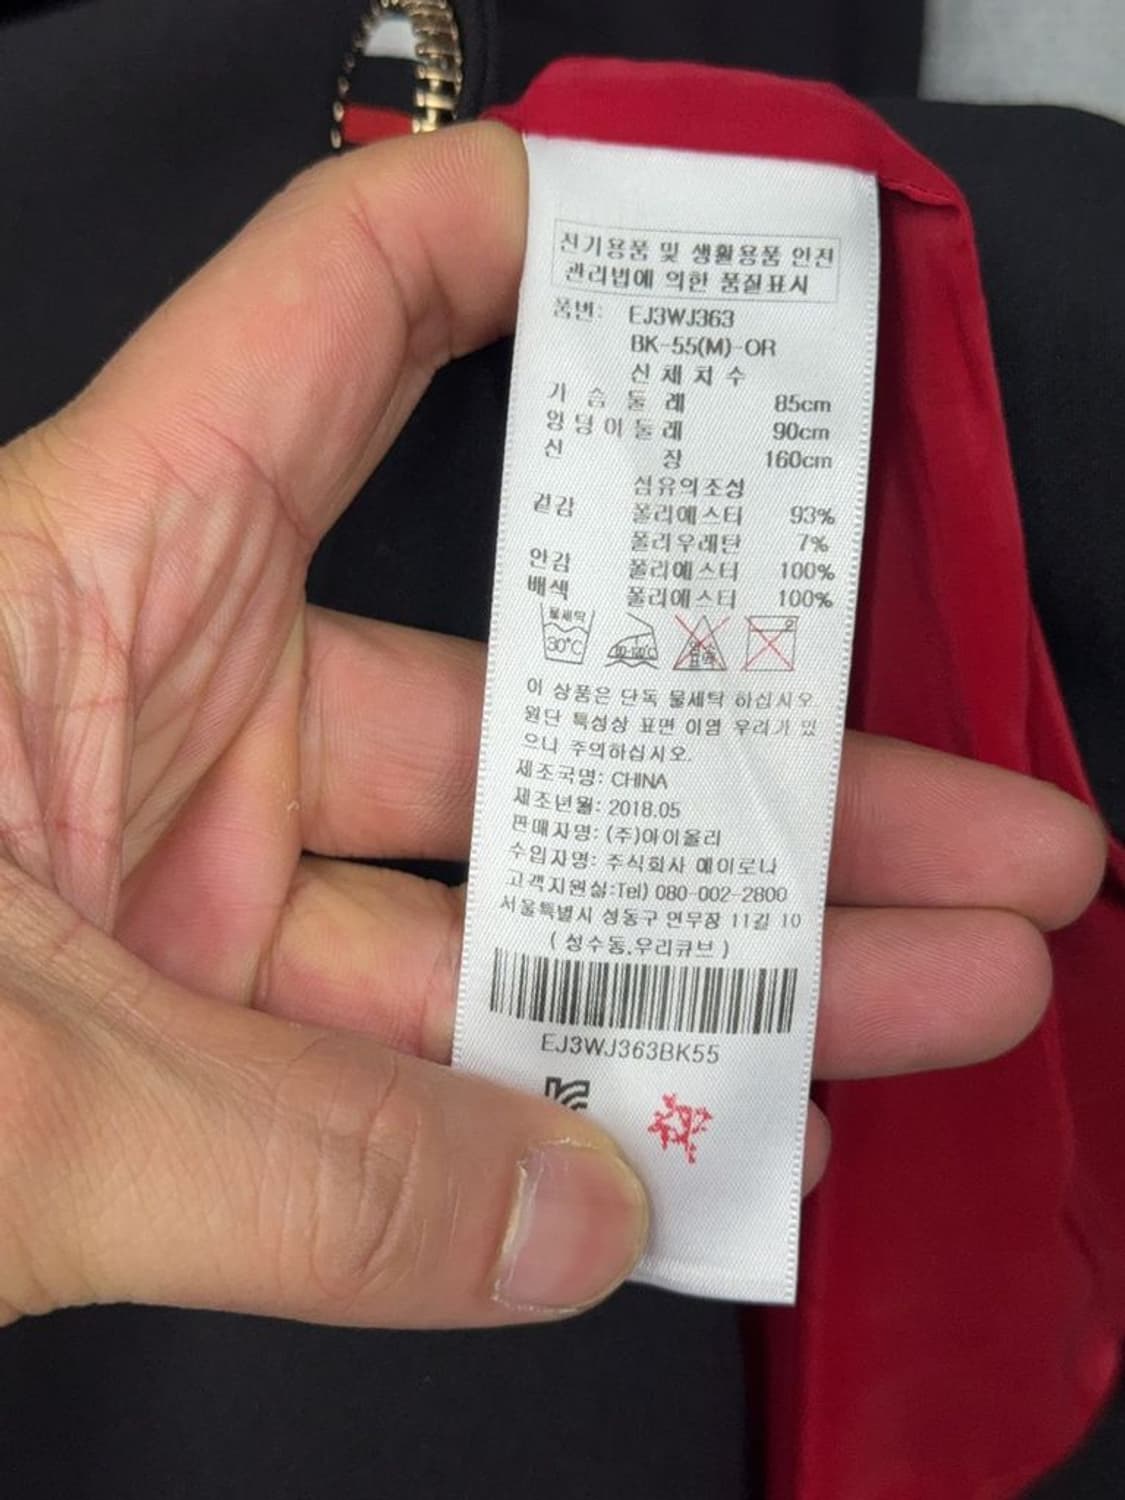 전기용품 및 생활용품 안전
관리법에 의한 품질표시
품번: EJ3WJ363
BK-55(M)-OR
신 체 치 수
가 슴 둘 레 85cm
엉 덩 이 둘 레 90cm
신 장 160cm
섬유의조성
겉감 폴리에스터 93%
폴리우레탄 7%
안감 폴리에스터 100%
배색 폴리에스터 100%
물세탁
30°C
이 상품은 단독 물세탁 하십시오.
원단 특성상 표면 이염 우려가 있
으니 주의하십시오.
제조국명: CHINA
제조년월: 2018.05
판매자명: (주)아이올리
수입자명: 주식회사 에이로나
고객지원실:Tel) 080-002-2800
서울특별시 성동구 연무장 11길 10
( 성수동,우리큐브 )
EJ3WJ363BK55